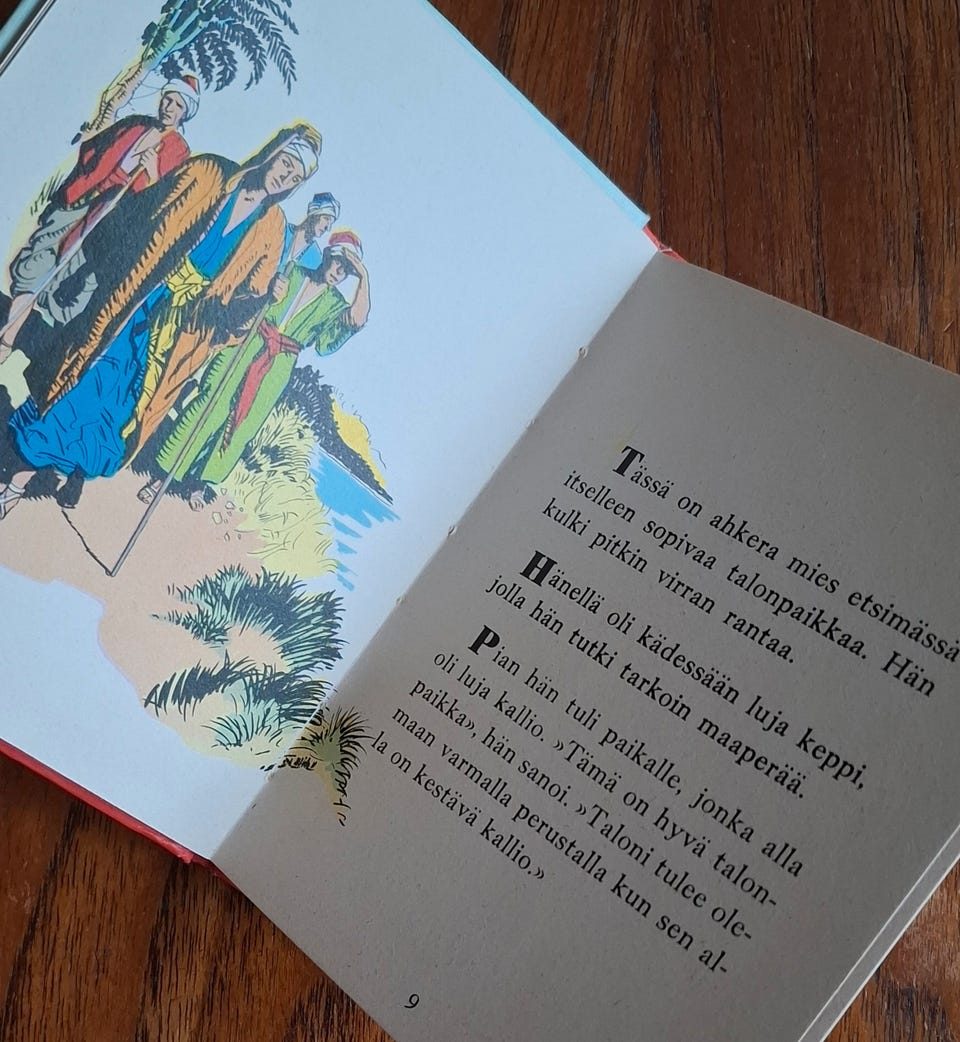 Tässä on ahkera mies etsimässä
itselleen sopivaa talonpaikkaa. Hän
kulki pitkin virran rantaa.
Hänellä oli kädessään luja keppi,
jolla hän tutki tarkoin maaperää.
Pian hän tuli paikalle, jonka alla
oli luja kallio. »Tämä on hyvä talon-
paikka», hän sanoi. »Taloni tulee ole-
maan varmalla perustalla kun sen al-
la on kestävä kallio.»
9